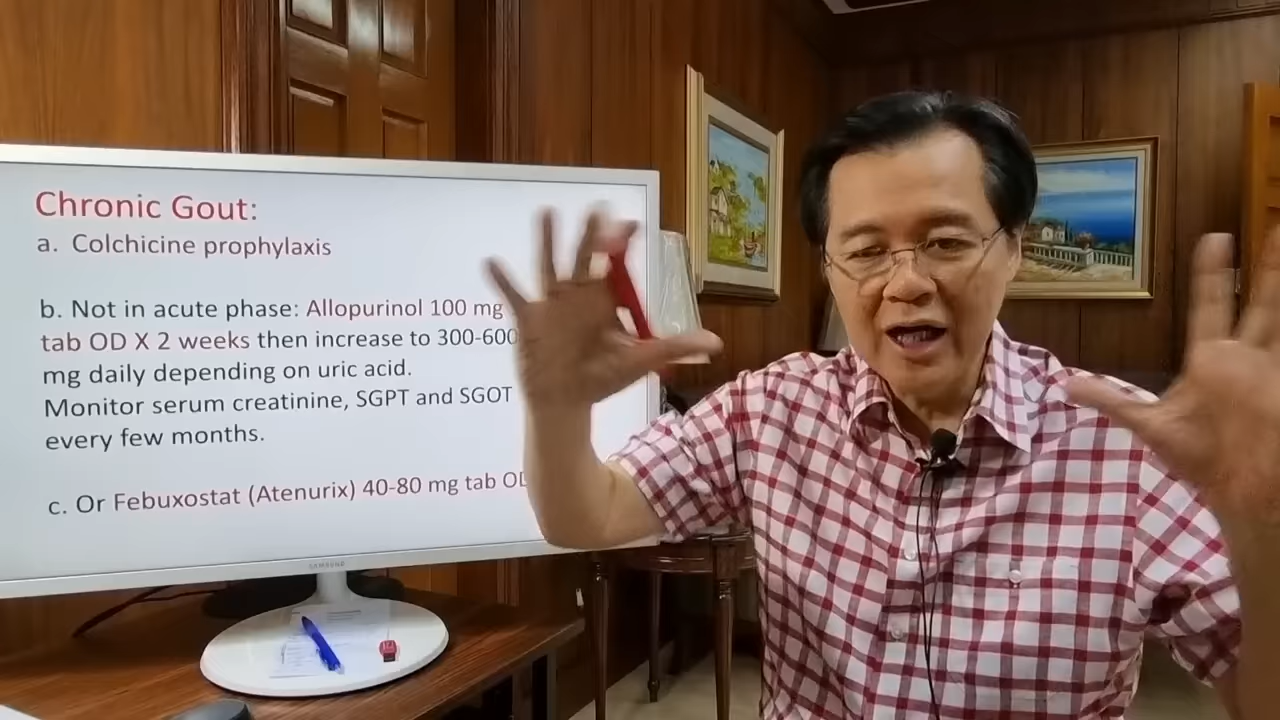 Chronic Gout:
a. Colchicine prophylaxis
b. Not in acute phase: Allopurinol 100 mg
tab OD X 2 weeks then increase to 300-600
mg daily depending on uric acid.
Monitor serum creatinine, SGPT and SGOT
every few months.
c. Or Febuxostat (Atenurix) 40-80 mg tab OD
SAMSUNG